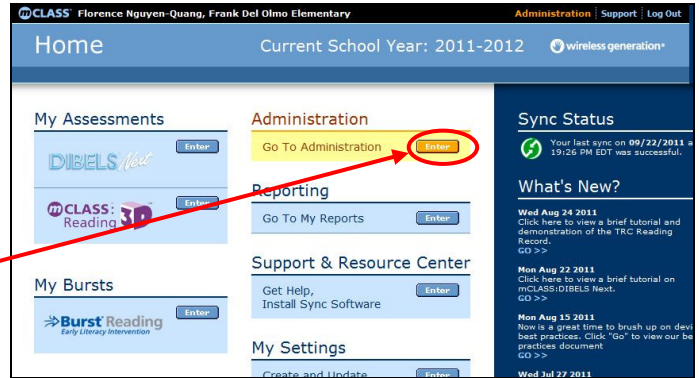 mCLASS® Florence Nguyen-Quang, Frank Del Olmo Elementary
Administration Support Log Out
Home
Current School Year: 2011-2012
wireless generation
My Assessments
DIBELS Next
Enter
mCLASS:
Reading 3D
Enter
My Bursts
Burst Reading
Early Literacy Intervention
Enter
Administration
Go To Administration
Enter
Reporting
Go To My Reports
Enter
Support & Resource Center
Get Help,
Install Sync Software
Enter
My Settings
Create and Update
Enter
Sync Status
Your last sync on 09/22/2011 a
19:26 PM EDT was successful.
What's New?
Wed Aug 24 2011
Click here to view a brief tutorial and
demonstration of the TRC Reading
Record.
GO >>
Mon Aug 22 2011
Click here to view a brief tutorial on
mCLASS:DIBELS Next.
GO >>
Mon Aug 15 2011
Now is a great time to brush up on devi
best practices. Click "Go" to view our be
practices document
GO >>
Wed Jul 27 2011